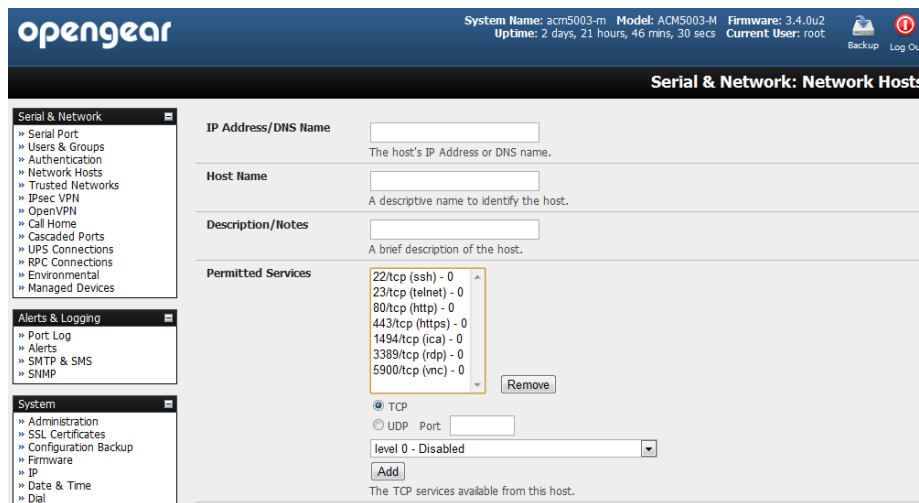 opengear
System Name: acm5003-m Model: ACM5003-M Firmware: 3.4.0u2
Uptime: 2 days, 21 hours, 46 mins, 30 secs Current User: root
Backup
Log Ou
Serial & Network: Network Hosts
Serial & Network
» Serial Port
» Users & Groups
» Authentication
» Network Hosts
» Trusted Networks
» IPsec VPN
» OpenVPN
» Call Home
» Cascaded Ports
» UPS Connections
» RPC Connections
» Environmental
» Managed Devices
Alerts & Logging
» Port Log
» Alerts
» SMTP & SMS
» SNMP
System
» Administration
» SSL Certificates
» Configuration Backup
» Firmware
» IP
» Date & Time
» Dial
IP Address/DNS Name
The host's IP Address or DNS name.
Host Name
A descriptive name to identify the host.
Description/Notes
A brief description of the host.
Permitted Services
22/tcp (ssh) - 0
23/tcp (telnet) - 0
80/tcp (http) - 0
443/tcp (https) - 0
1494/tcp (ica) - 0
3389/tcp (rdp) - 0
5900/tcp (vnc) - 0
Remove
TCP
UDP Port
level 0 - Disabled
Add
The TCP services available from this host.